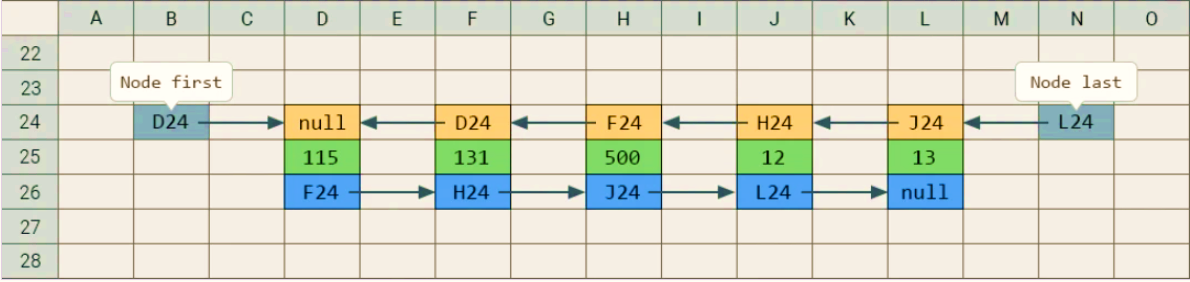 A B C D E F G H I J K L M N O
22
23 Node first Node last
24 D24 null D24 F24 H24 J24 L24
25 115 131 500 12 13
26 F24 H24 J24 L24 null
27
28